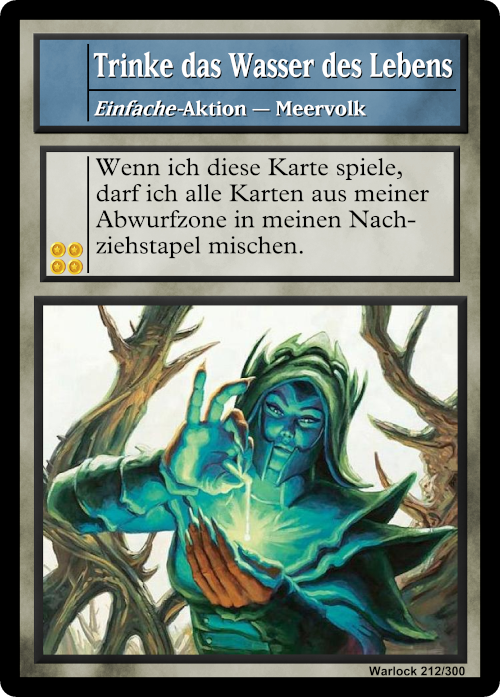 Trinke das Wasser des Lebens
Einfache-Aktion — Meervolk
Wenn ich diese Karte spiele,
darf ich alle Karten aus meiner
Abwurfzone in meinen Nach-
ziehstapel mischen.
Warlock 212/300